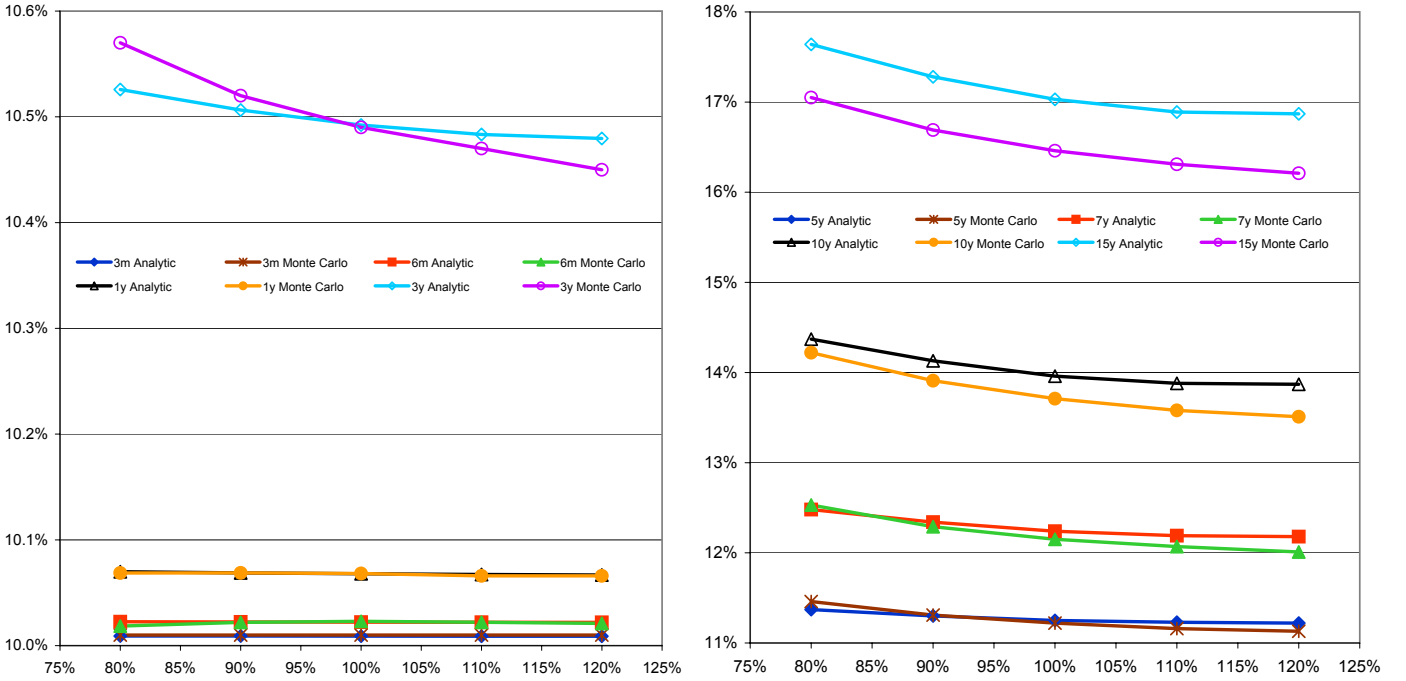 10.6%
10.5%
10.4%
10.3%
10.2%
10.1%
10.0%
3m Analytic 3m Monte Carlo 6m Analytic 6m Monte Carlo
1y Analytic 1y Monte Carlo 3y Analytic 3y Monte Carlo
75% 80% 85% 90% 95% 100% 105% 110% 115% 120% 125%
18%
17%
16%
15%
14%
13%
12%
11%
5y Analytic 5y Monte Carlo 7y Analytic 7y Monte Carlo
10y Analytic 10y Monte Carlo 15y Analytic 15y Monte Carlo
75% 80% 85% 90% 95% 100% 105% 110% 115% 120% 125%